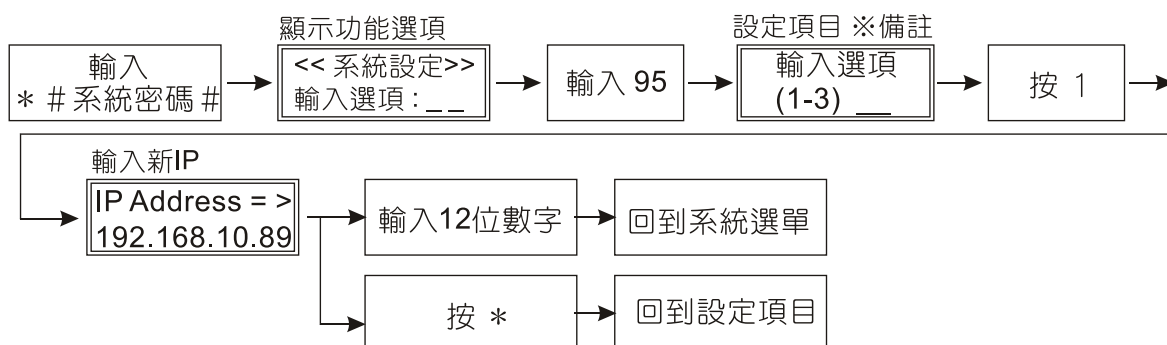 顯示功能選項
設定項目 ※備註
輸入
＊＃系統密碼＃
<< 系統設定>>
輸入選項：_ _
輸入 95
輸入選項
(1-3) __
按 1
輸入新IP
IP Address = >
192.168.10.89
輸入12位數字
回到系統選單
按 ＊
回到設定項目